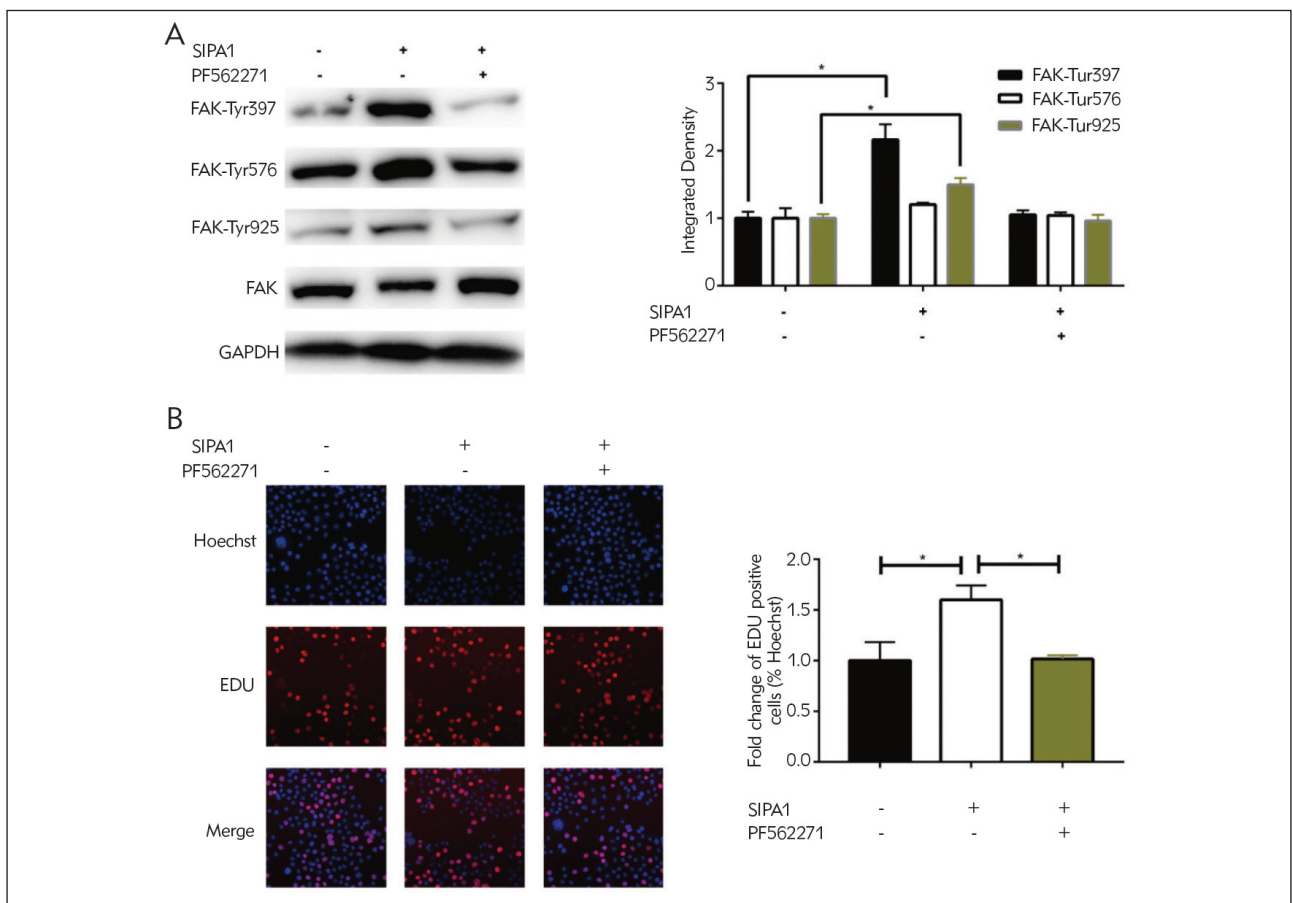 A
SIPA1 - + +
PF562271 - - +
FAK-Tyr397
FAK-Tyr576
FAK-Tyr925
FAK
GAPDH
* *
3
2
1
0
Integrated Dennsity
FAK-Tur397
FAK-Tur576
FAK-Tur925
SIPA1 - + +
PF562271 - - +
B
SIPA1 - + +
PF562271 - - +
Hoechst
EDU
Merge
* *
2.0
1.5
1.0
0.5
0.0
Fold change of EDU positive
cells (% Hoechst)
SIPA1 - + +
PF562271 - - +